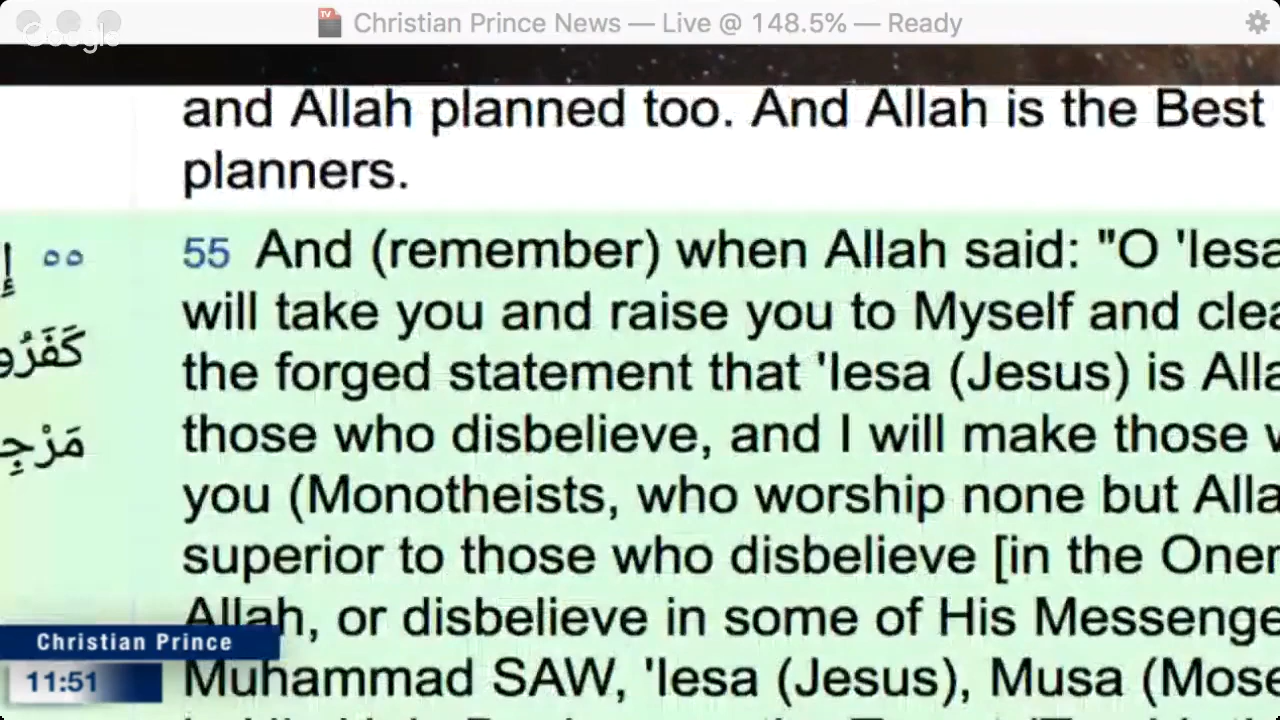 Christian Prince News — Live @ 148.5% — Ready
Google
and Allah planned too. And Allah is the Best
planners.
٥٥ إ
55 And (remember) when Allah said: "O 'Iesa
will take you and raise you to Myself and clea
كَفَرُو
the forged statement that 'Iesa (Jesus) is Alla
مَرْجِ
those who disbelieve, and I will make those w
you (Monotheists, who worship none but Alla
superior to those who disbelieve [in the Onen
Allah, or disbelieve in some of His Messenge
Muhammad SAW, 'Iesa (Jesus), Musa (Mose
Christian Prince
11:51